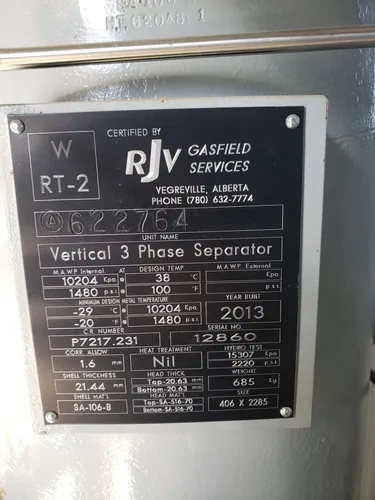 HT.62048-1
W
RT-2
CERTIFIED BY
RJV GASFIELD SERVICES
VEGREVILLE, ALBERTA
PHONE (780) 632-7774
Ⓐ622764
UNIT NAME
Vertical 3 Phase Separator
M.A.W.P Internal AT DESIGN TEMP M.A.W.P External
10204 Kpa 38 °C Kpa
1480 p.s.i 100 °F p.s.i
MINIMUM DESIGN METAL TEMPERATURE YEAR BUILT
-29 °C 10204 Kpa 2013
-20 °F 1480 p.s.i
C.R. NUMBER SERIAL NO.
P7217.231 12860
CORR ALLOW HEAT TREATMENT HYDRO TEST
1.6 mm Nil 15307 Kpa
2220 p.s.i
SHELL THICKNESS HEAD THICK WEIGHT
21.44 mm Top-20.63 mm 685 Kg
Bottom-20.63 mm
SHELL MAT'L HEAD MAT'L SIZE
SA-106-B Top-SA-516-70 406 X 2285
Bottom-SA-516-70